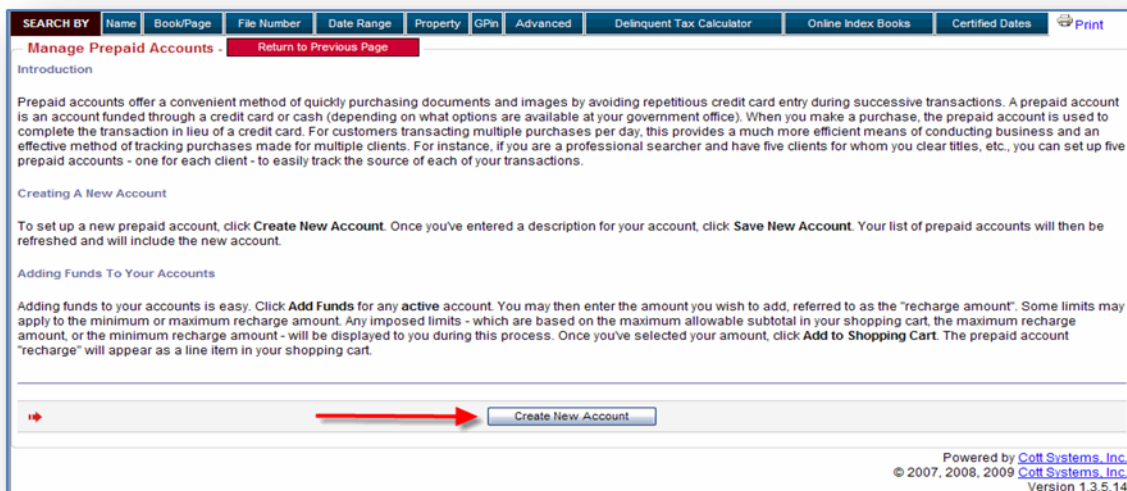 SEARCH BY Name Book/Page File Number Date Range Property GPin Advanced Delinquent Tax Calculator Online Index Books Certified Dates Print
Manage Prepaid Accounts - Return to Previous Page
Introduction
Prepaid accounts offer a convenient method of quickly purchasing documents and images by avoiding repetitious credit card entry during successive transactions. A prepaid account
is an account funded through a credit card or cash (depending on what options are available at your government office). When you make a purchase, the prepaid account is used to
complete the transaction in lieu of a credit card. For customers transacting multiple purchases per day, this provides a much more efficient means of conducting business and an
effective method of tracking purchases made for multiple clients. For instance, if you are a professional searcher and have five clients for whom you clear titles, etc., you can set up five
prepaid accounts - one for each client - to easily track the source of each of your transactions.
Creating A New Account
To set up a new prepaid account, click Create New Account. Once you've entered a description for your account, click Save New Account. Your list of prepaid accounts will then be
refreshed and will include the new account.
Adding Funds To Your Accounts
Adding funds to your accounts is easy. Click Add Funds for any active account. You may then enter the amount you wish to add, referred to as the "recharge amount". Some limits may
apply to the minimum or maximum recharge amount. Any imposed limits - which are based on the maximum allowable subtotal in your shopping cart, the maximum recharge
amount, or the minimum recharge amount - will be displayed to you during this process. Once you've selected your amount, click Add to Shopping Cart. The prepaid account
"recharge" will appear as a line item in your shopping cart.
Create New Account
Powered by Cott Systems, Inc.
© 2007, 2008, 2009 Cott Systems, Inc.
Version 1.3.5.14